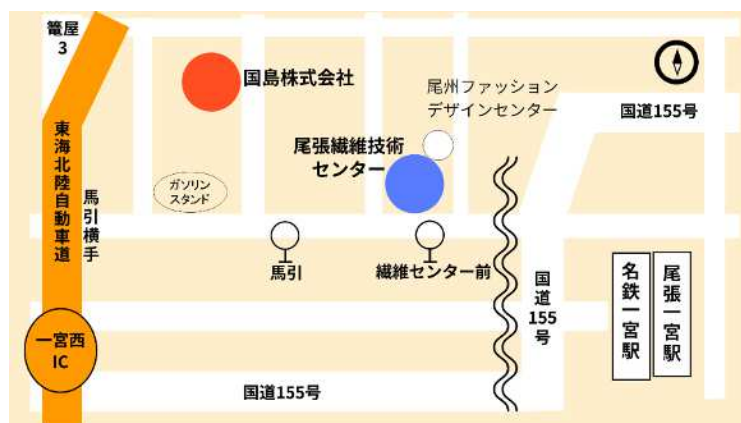 篭屋
3
国島株式会社
尾州ファッション
デザインセンター
国道155号
東海北陸自動車道
馬引横手
ガソリン
スタンド
尾張繊維技術
センター
馬引
繊維センター前
国道155号
名鉄一宮駅
尾張一宮駅
一宮西
IC
国道155号